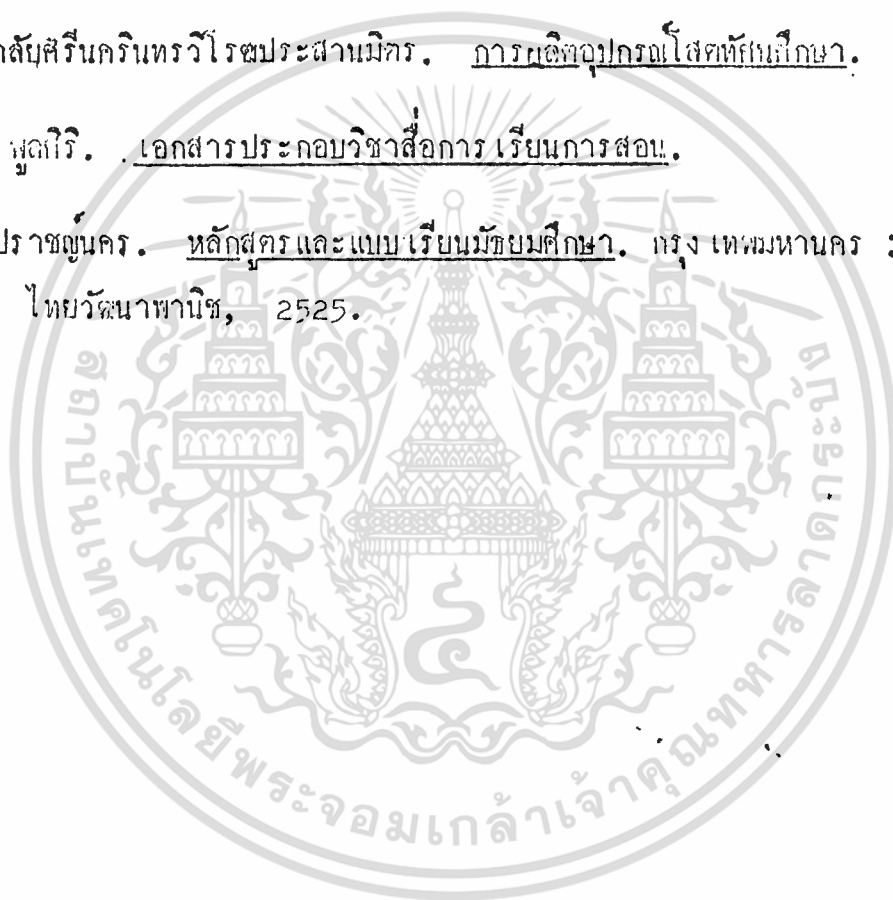 ลัยศรีนครินทรวิโรฒประสานมิตร. การผลิตอุปกรณ์โสตทัศนศึกษา.
พูลศิริ. เอกสารประกอบวิชาสื่อการเรียนการสอน.
ปราชญ์นคร. หลักสูตรและแบบเรียนมัธยมศึกษา. กรุงเทพมหานคร :
ไทยวัฒนาพานิช, 2525.
สถาบันเทคโนโลยีพระจอมเกล้าเจ้าคุณทหารลาดกระบัง